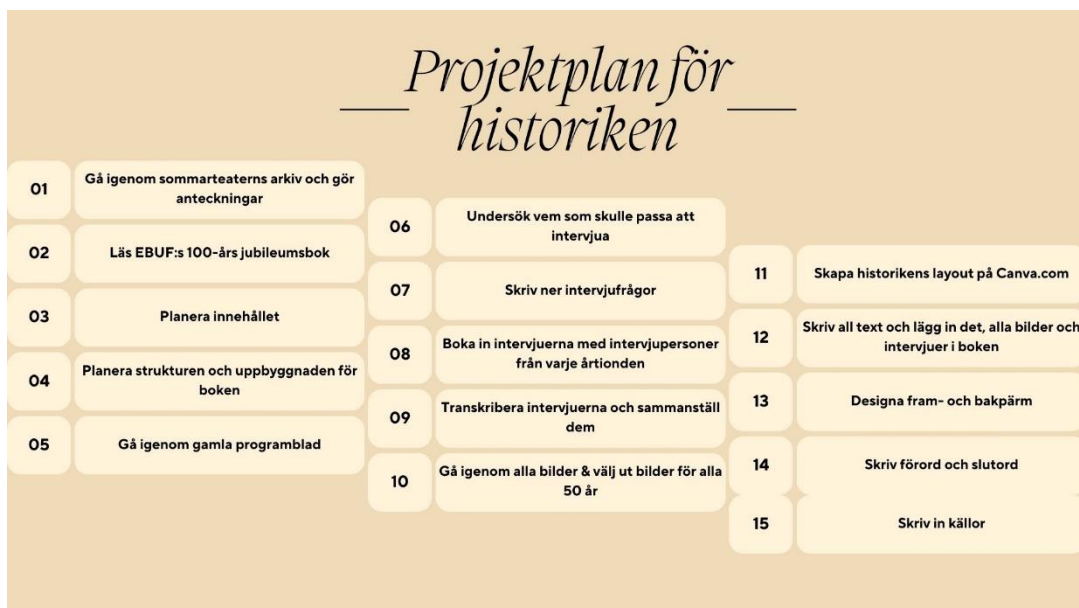 Projektplan för
historiken
01
Gå igenom sommarteaterns arkiv och gör
anteckningar
02
Läs EBUF:s 100-års jubileumsbok
03
Planera innehållet
04
Planera strukturen och uppbyggnaden för
boken
05
Gå igenom gamla programblad
06
Undersök vem som skulle passa att
intervjua
07
Skriv ner intervjufrågor
08
Boka in intervjuerna med intervjupersoner
från varje årtionden
09
Transkribera intervjuerna och sammanställ
dem
10
Gå igenom alla bilder & välj ut bilder för alla
50 år
11
Skapa historikens layout på Canva.com
12
Skriv all text och lägg in det, alla bilder och
intervjuer i boken
13
Designa fram- och bakpärm
14
Skriv förord och slutord
15
Skriv in källor